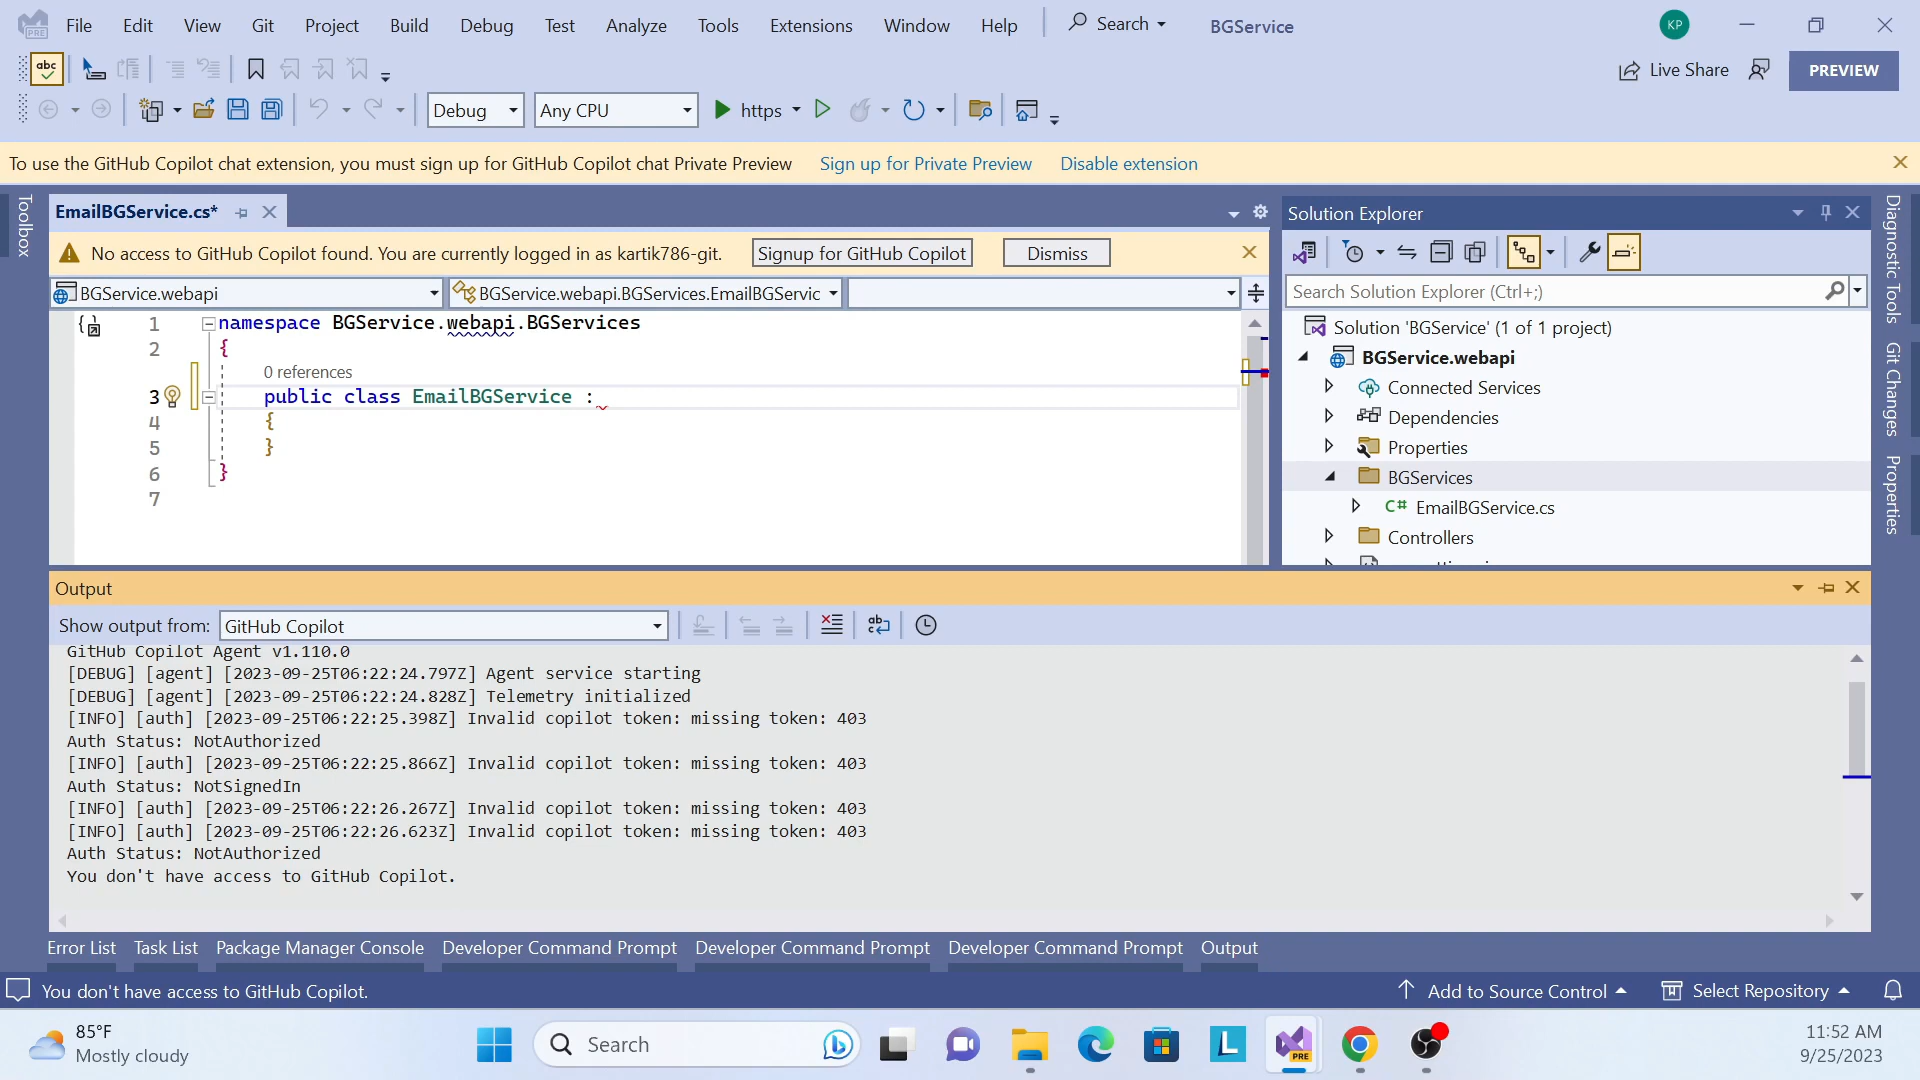 PRE
File Edit View Git Project Build Debug Test Analyze Tools Extensions Window Help Search BGService KP
abc Live Share PREVIEW
Debug Any CPU https
To use the GitHub Copilot chat extension, you must sign up for GitHub Copilot chat Private Preview Sign up for Private Preview Disable extension
Toolbox
EmailBGService.cs*
No access to GitHub Copilot found. You are currently logged in as kartik786-git. Signup for GitHub Copilot Dismiss
BGService.webapi BGService.webapi.BGServices.EmailBGServic
1 namespace BGService.webapi.BGServices
2 {
0 references
3 public class EmailBGService :
4 {
5 }
6 }
7
Solution Explorer
Search Solution Explorer (Ctrl+;)
Solution 'BGService' (1 of 1 project)
BGService.webapi
Connected Services
Dependencies
Properties
BGServices
C# EmailBGService.cs
Controllers
Diagnostic Tools
Git Changes
Properties
Output
Show output from: GitHub Copilot
GitHub Copilot Agent v1.110.0
[DEBUG] [agent] [2023-09-25T06:22:24.797Z] Agent service starting
[DEBUG] [agent] [2023-09-25T06:22:24.828Z] Telemetry initialized
[INFO] [auth] [2023-09-25T06:22:25.398Z] Invalid copilot token: missing token: 403
Auth Status: NotAuthorized
[INFO] [auth] [2023-09-25T06:22:25.866Z] Invalid copilot token: missing token: 403
Auth Status: NotSignedIn
[INFO] [auth] [2023-09-25T06:22:26.267Z] Invalid copilot token: missing token: 403
[INFO] [auth] [2023-09-25T06:22:26.623Z] Invalid copilot token: missing token: 403
Auth Status: NotAuthorized
You don't have access to GitHub Copilot.
Error List Task List Package Manager Console Developer Command Prompt Developer Command Prompt Developer Command Prompt Output
You don't have access to GitHub Copilot. Add to Source Control Select Repository
85°F
Mostly cloudy
Search
L
PRE
11:52 AM
9/25/2023